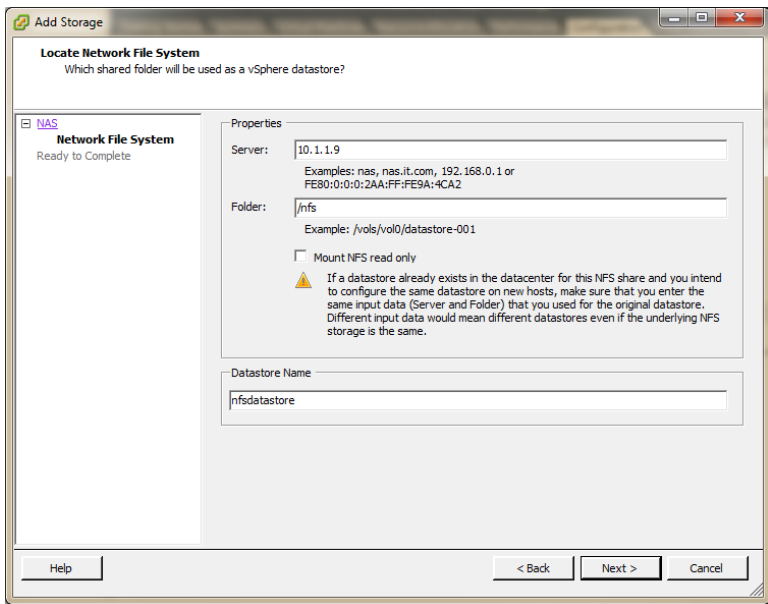 Add Storage
Locate Network File System
Which shared folder will be used as a vSphere datastore?
NAS
Network File System
Ready to Complete
Properties
Server:
10.1.1.9
Examples: nas, nas.it.com, 192.168.0.1 or
FE80:0:0:0:2AA:FF:FE9A:4CA2
Folder:
/nfs
Example: /vols/vol0/datastore-001
Mount NFS read only
If a datastore already exists in the datacenter for this NFS share and you intend
to configure the same datastore on new hosts, make sure that you enter the
same input data (Server and Folder) that you used for the original datastore.
Different input data would mean different datastores even if the underlying NFS
storage is the same.
Datastore Name
nfsdatastore
Help
< Back
Next >
Cancel